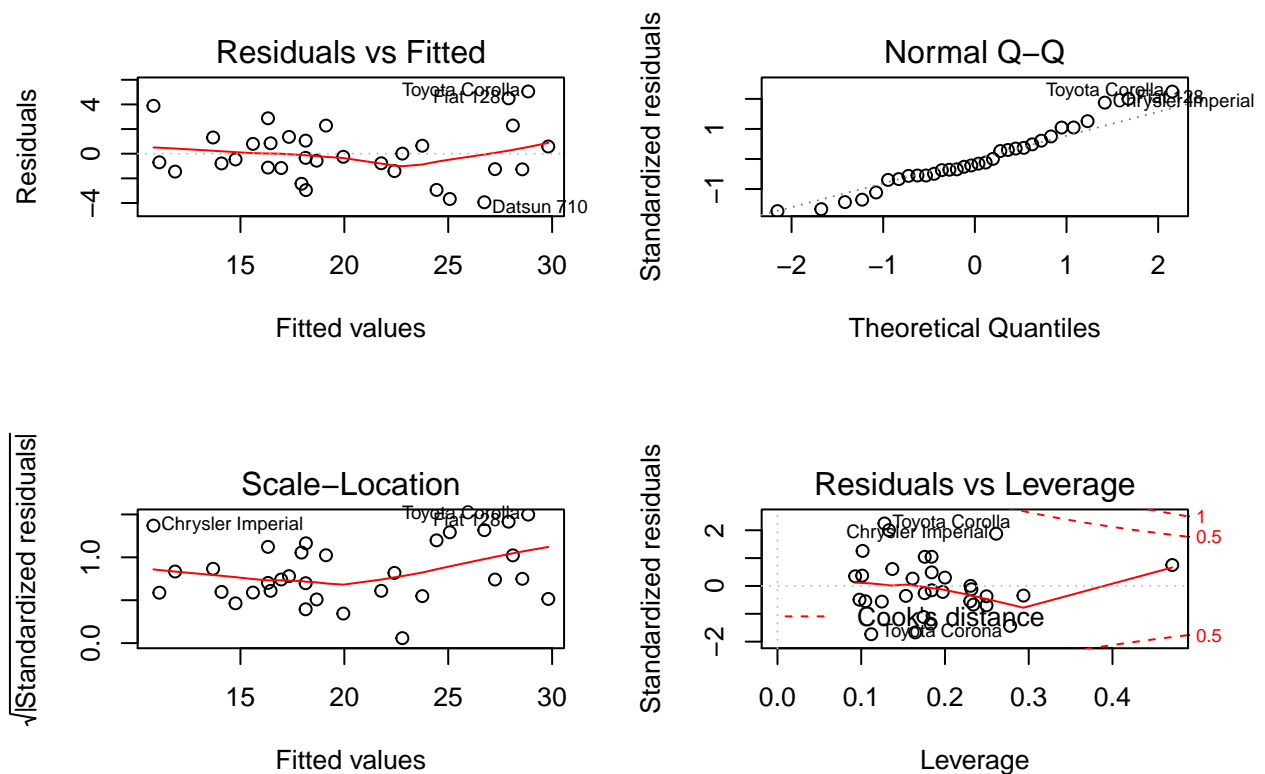 Residuals vs Fitted
Residuals
4
0
−4
Toyota Corolla
Fiat 128
Datsun 710
15 20 25 30
Fitted values
Normal Q−Q
Standardized residuals
1
−1
Toyota Corolla
Fiat 128
Chrysler Imperial
−2 −1 0 1 2
Theoretical Quantiles
Scale−Location
√|Standardized residuals|
1.0
0.0
Toyota Corolla
Fiat 128
Chrysler Imperial
15 20 25 30
Fitted values
Residuals vs Leverage
Standardized residuals
2
0
−2
Toyota Corolla
Chrysler Imperial
Cook's distance
Toyota Corona
1
0.5
0.5
0.0 0.1 0.2 0.3 0.4
Leverage